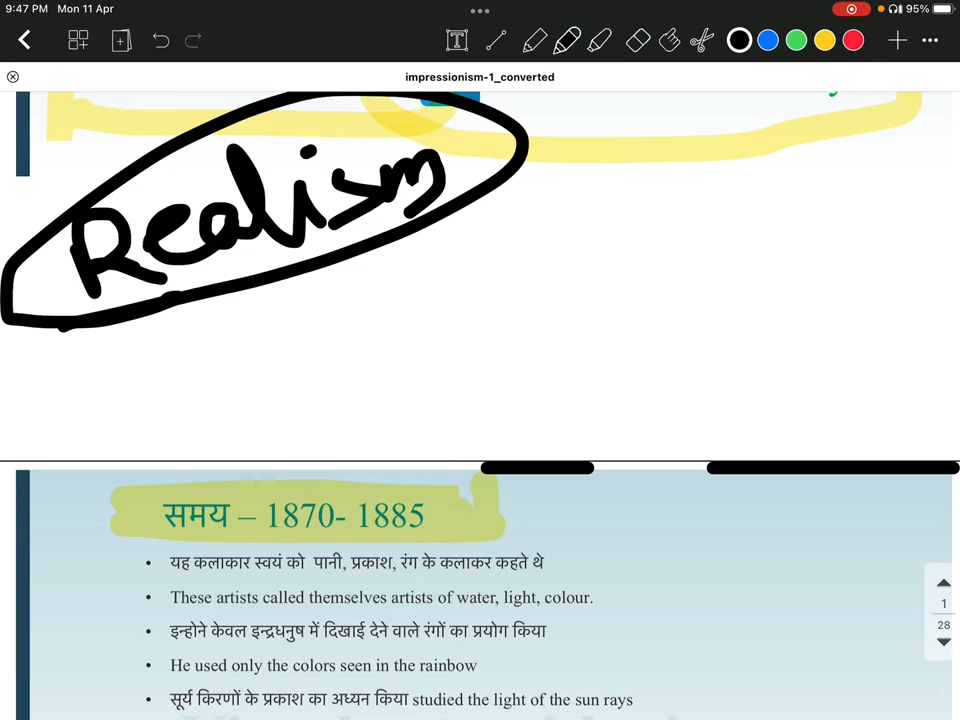 9:47 PM Mon 11 Apr 95%
impressionism-1_converted
Realism
समय – 1870- 1885
• यह कलाकार स्वयं को पानी, प्रकाश, रंग के कलाकर कहते थे
• These artists called themselves artists of water, light, colour.
• इन्होने केवल इन्द्रधनुष में दिखाई देने वाले रंगों का प्रयोग किया
• He used only the colors seen in the rainbow
• सूर्य किरणों के प्रकाश का अध्यन किया studied the light of the sun rays
1
28